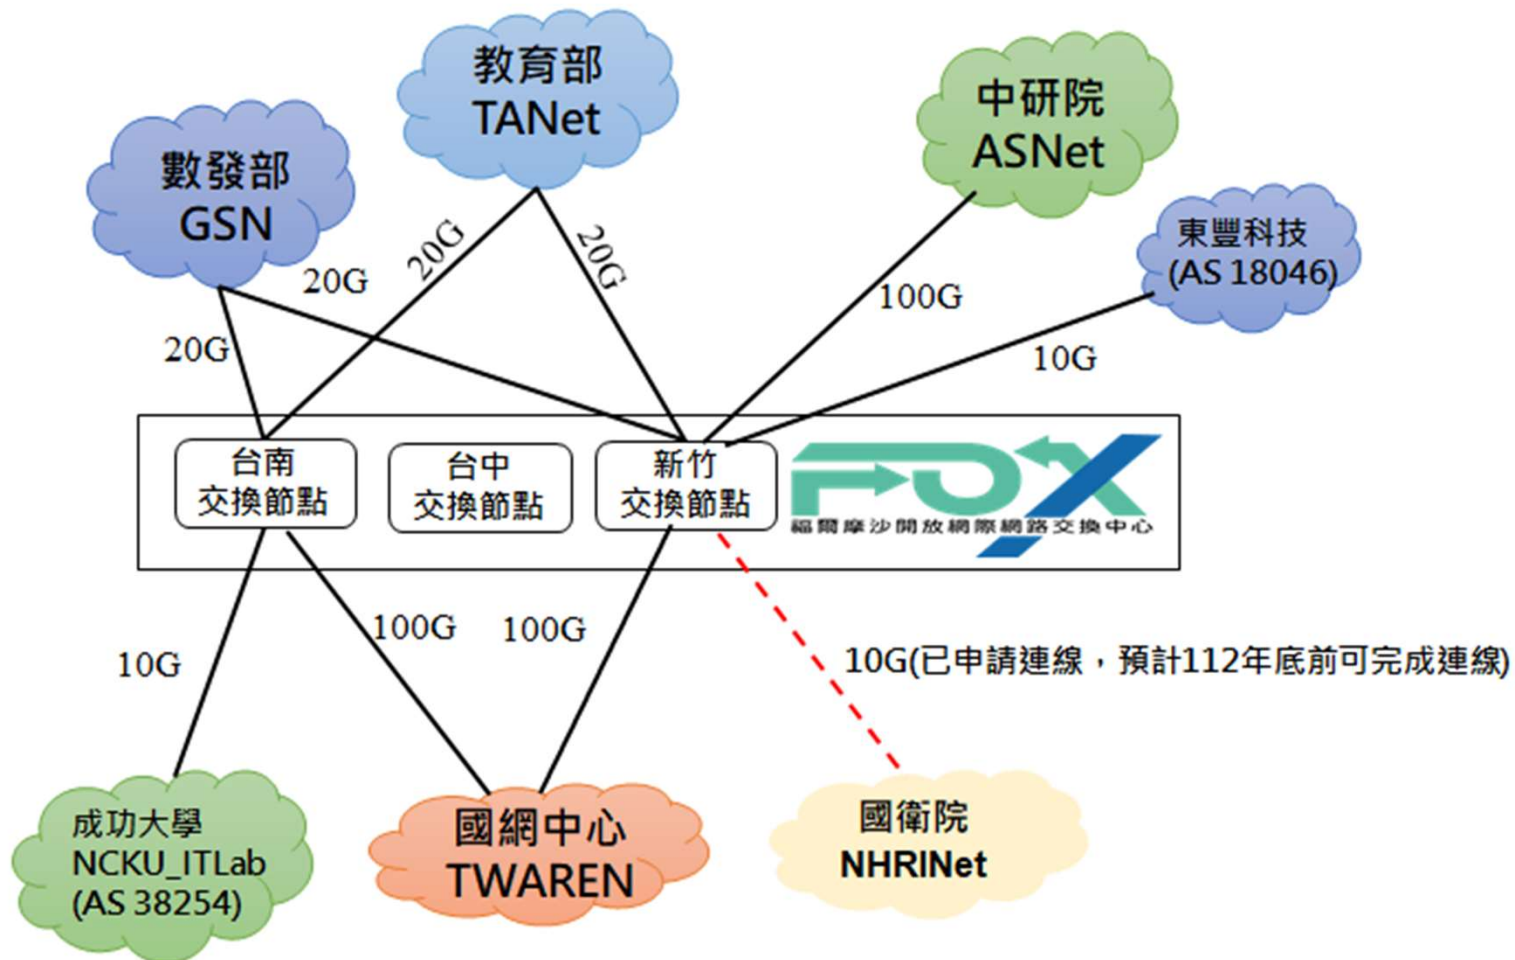 教育部
TANet
中研院
ASNet
數發部
GSN
東豐科技
(AS 18046)
20G
20G
20G
20G
100G
10G
台南
交換節點
台中
交換節點
新竹
交換節點
FOX
福爾摩沙開放網際網路交換中心
10G
100G
100G
10G(已申請連線，預計112年底前可完成連線)
成功大學
NCKU_ITLab
(AS 38254)
國網中心
TWAREN
國衛院
NHRINet